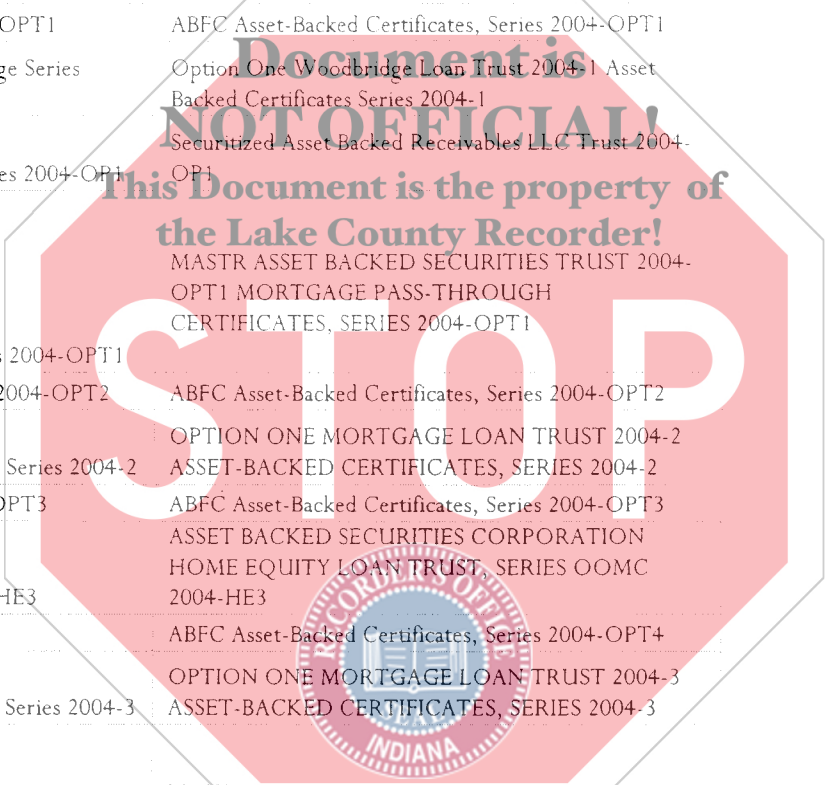 OPT1 ABFC Asset-Backed Certificates, Series 2004-OPT1
Document is
ge Series Option One Woodbridge Loan Trust 2004-1 Asset
Backed Certificates Series 2004-1
NOT OFFICIAL!
Securitized Asset Backed Receivables LLC Trust 2004-
es 2004-OP1 OP1
This Document is the property of
the Lake County Recorder!
MASTR ASSET BACKED SECURITIES TRUST 2004-
OPT1 MORTGAGE PASS-THROUGH
CERTIFICATES, SERIES 2004-OPT1
s 2004-OPT1
2004-OPT2 ABFC Asset-Backed Certificates, Series 2004-OPT2
STOP
OPTION ONE MORTGAGE LOAN TRUST 2004-2
Series 2004-2 ASSET-BACKED CERTIFICATES, SERIES 2004-2
OPT3 ABFC Asset-Backed Certificates, Series 2004-OPT3
ASSET BACKED SECURITIES CORPORATION
HOME EQUITY LOAN TRUST, SERIES OOMC
HE3 2004-HE3
RECORDER'S OFFICE
ABFC Asset-Backed Certificates, Series 2004-OPT4
OPTION ONE MORTGAGE LOAN TRUST 2004-3
Series 2004-3 ASSET-BACKED CERTIFICATES, SERIES 2004-3
SEAL
INDIANA